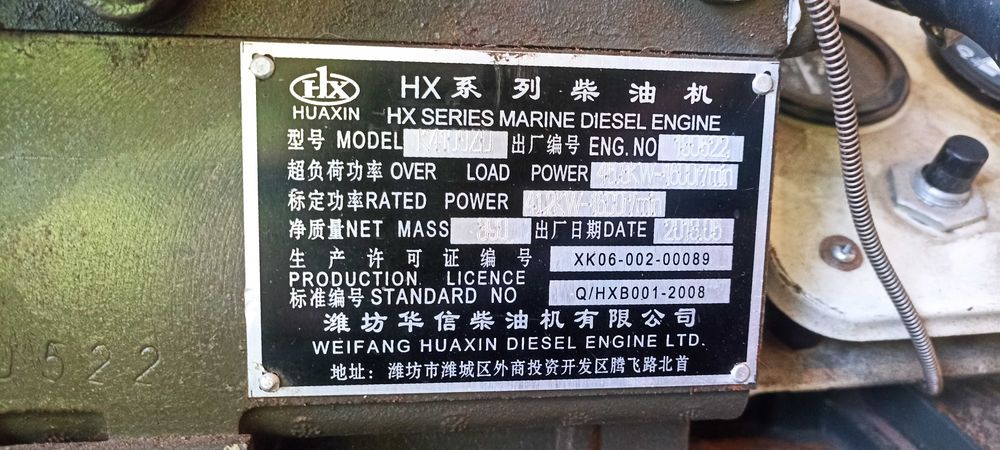 HX
HUAXIN
HX系列柴油机
HX SERIES MARINE DIESEL ENGINE
型号 MODEL 出厂编号 ENG.NO
超负荷功率 OVER LOAD POWER
标定功率 RATED POWER
净质量 NET MASS 出厂日期 DATE 2018.05
生产许可证编号 XK06-002-00089
PRODUCTION LICENCE
标准编号 STANDARD NO Q/HXB001-2008
潍坊华信柴油机有限公司
WEIFANG HUAXIN DIESEL ENGINE LTD.
地址：潍坊市潍城区外商投资开发区腾飞路北首
522